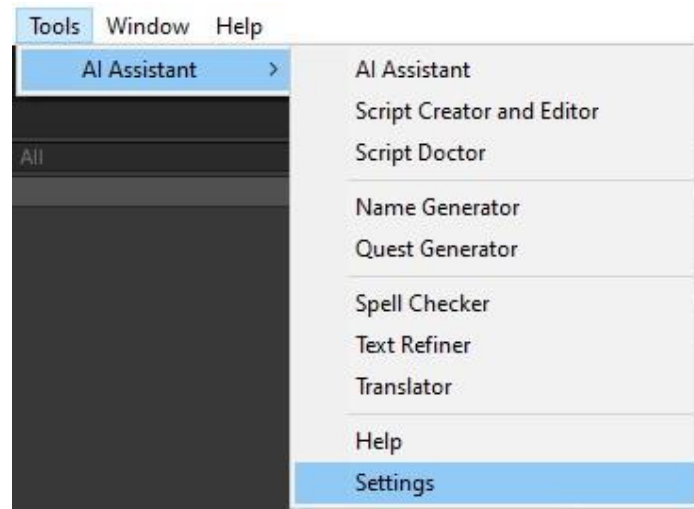 Tools Window Help
AI Assistant >
All
AI Assistant
Script Creator and Editor
Script Doctor
Name Generator
Quest Generator
Spell Checker
Text Refiner
Translator
Help
Settings